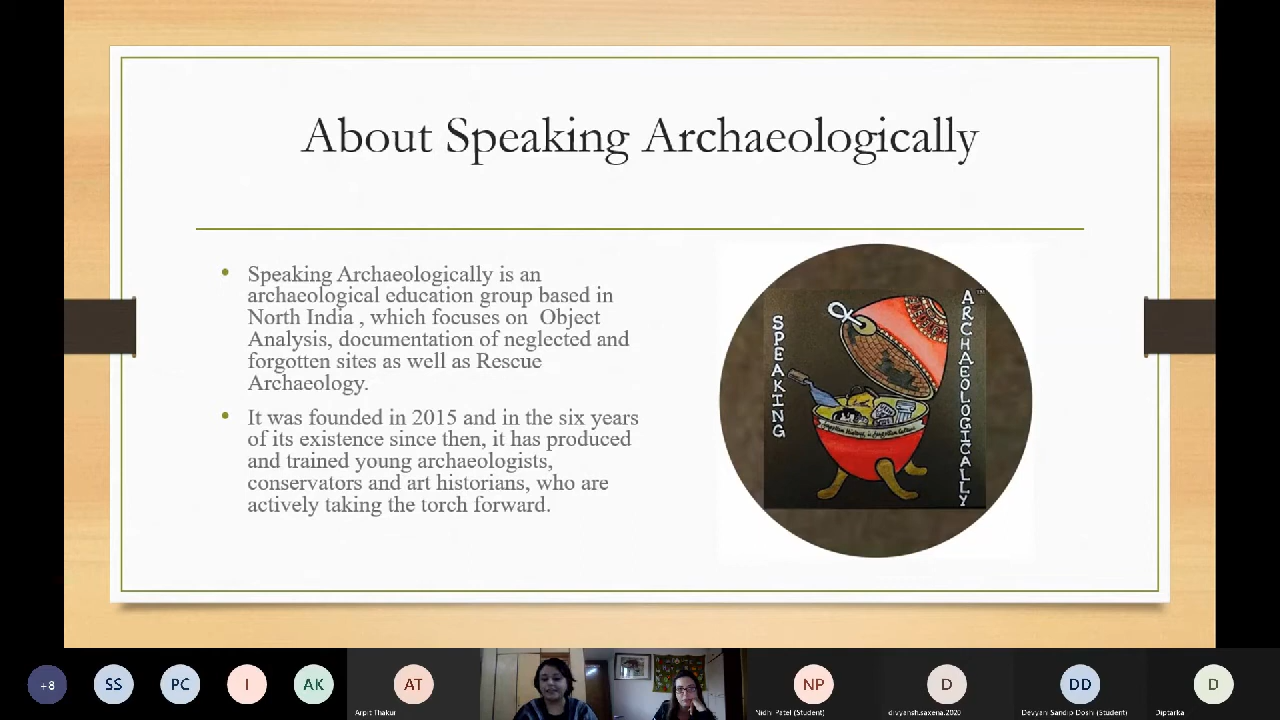 About Speaking Archaeologically
Speaking Archaeologically is an
archaeological education group based in
North India , which focuses on Object
Analysis, documentation of neglected and
forgotten sites as well as Rescue
Archaeology.
It was founded in 2015 and in the six years
of its existence since then, it has produced
and trained young archaeologists,
conservators and art historians, who are
actively taking the torch forward.
SPEAKING
ARCHAEOLOGICALLY
+8
SS
PC
I
AK
AT
Arpit Thakur
NP
Nidhi Patel (Student)
D
divyansh.saxena.2020
DD
Devyani Sandip Doshi (Student)
D
Diptarka